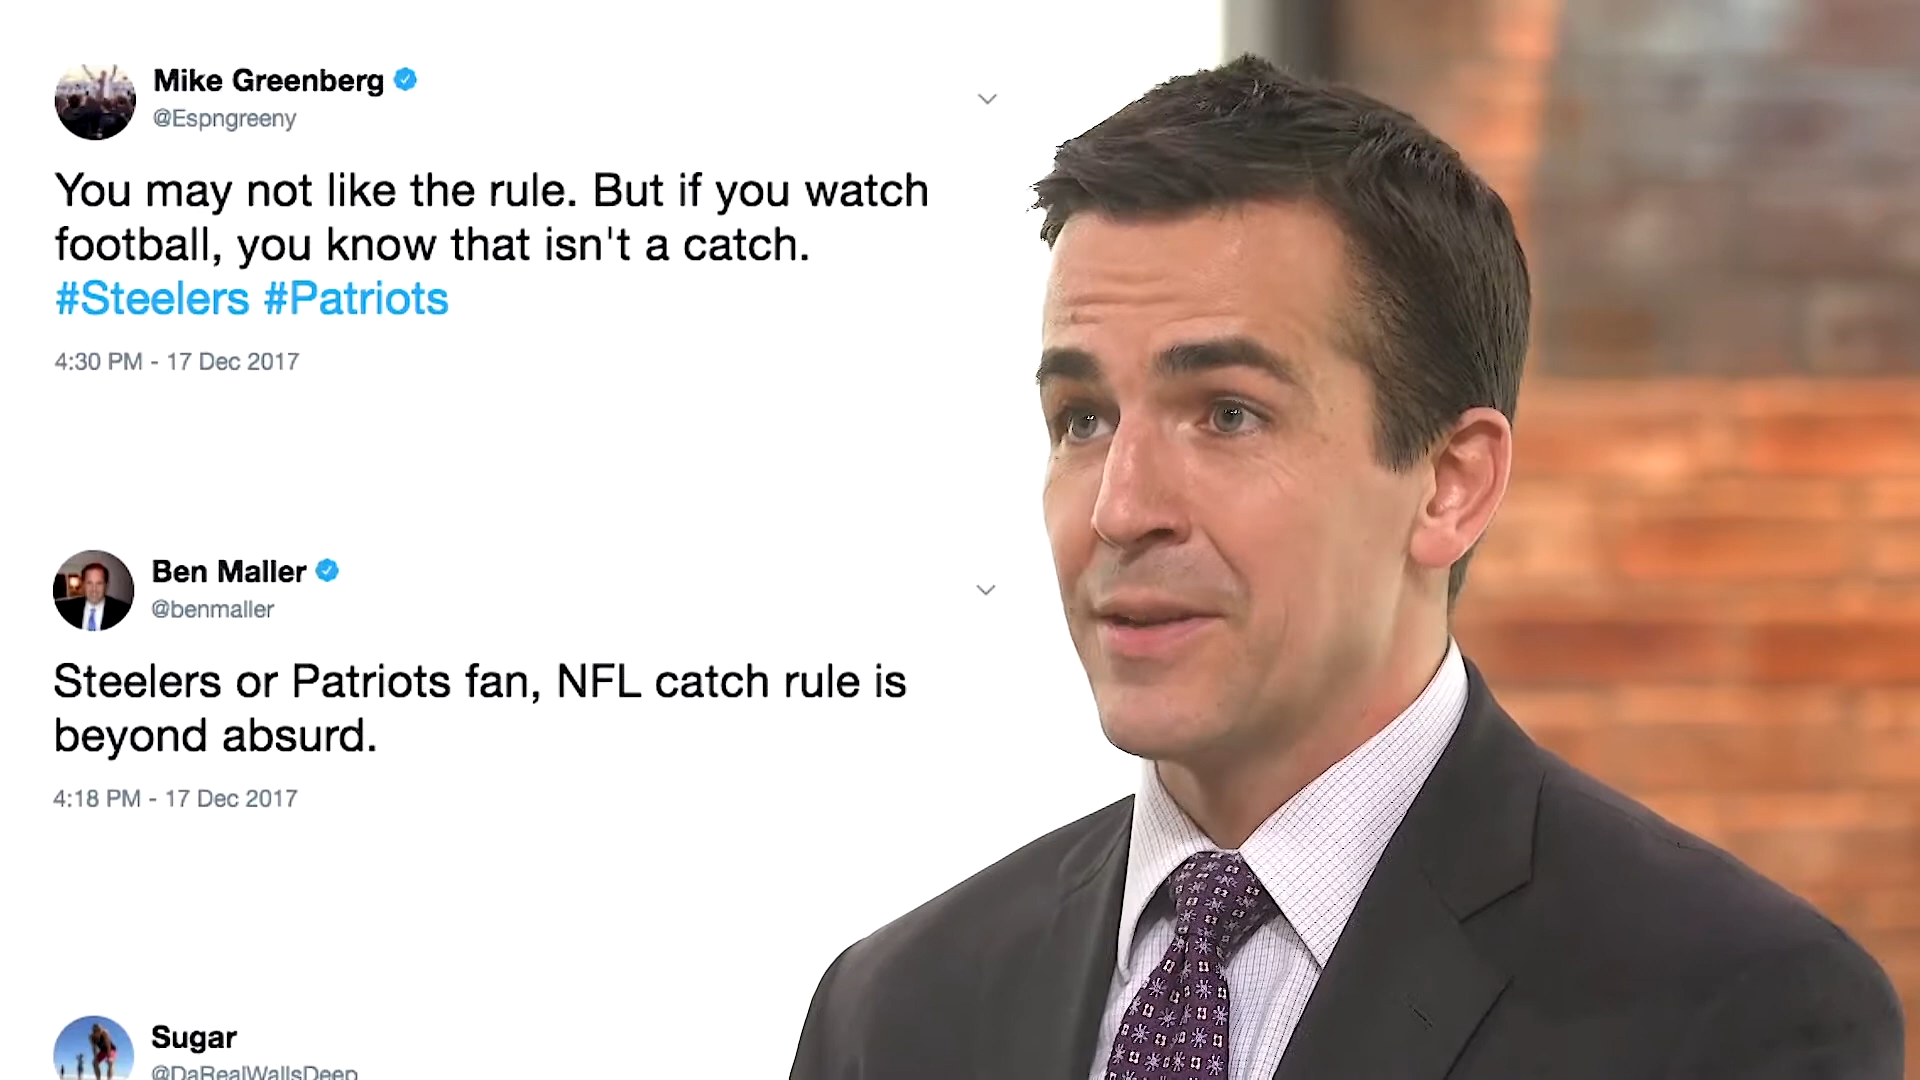 Mike Greenberg
@Espngreeny
You may not like the rule. But if you watch
football, you know that isn't a catch.
#Steelers #Patriots
4:30 PM - 17 Dec 2017
Ben Maller
@benmaller
Steelers or Patriots fan, NFL catch rule is
beyond absurd.
4:18 PM - 17 Dec 2017
Sugar
@DaRealWallsDeep